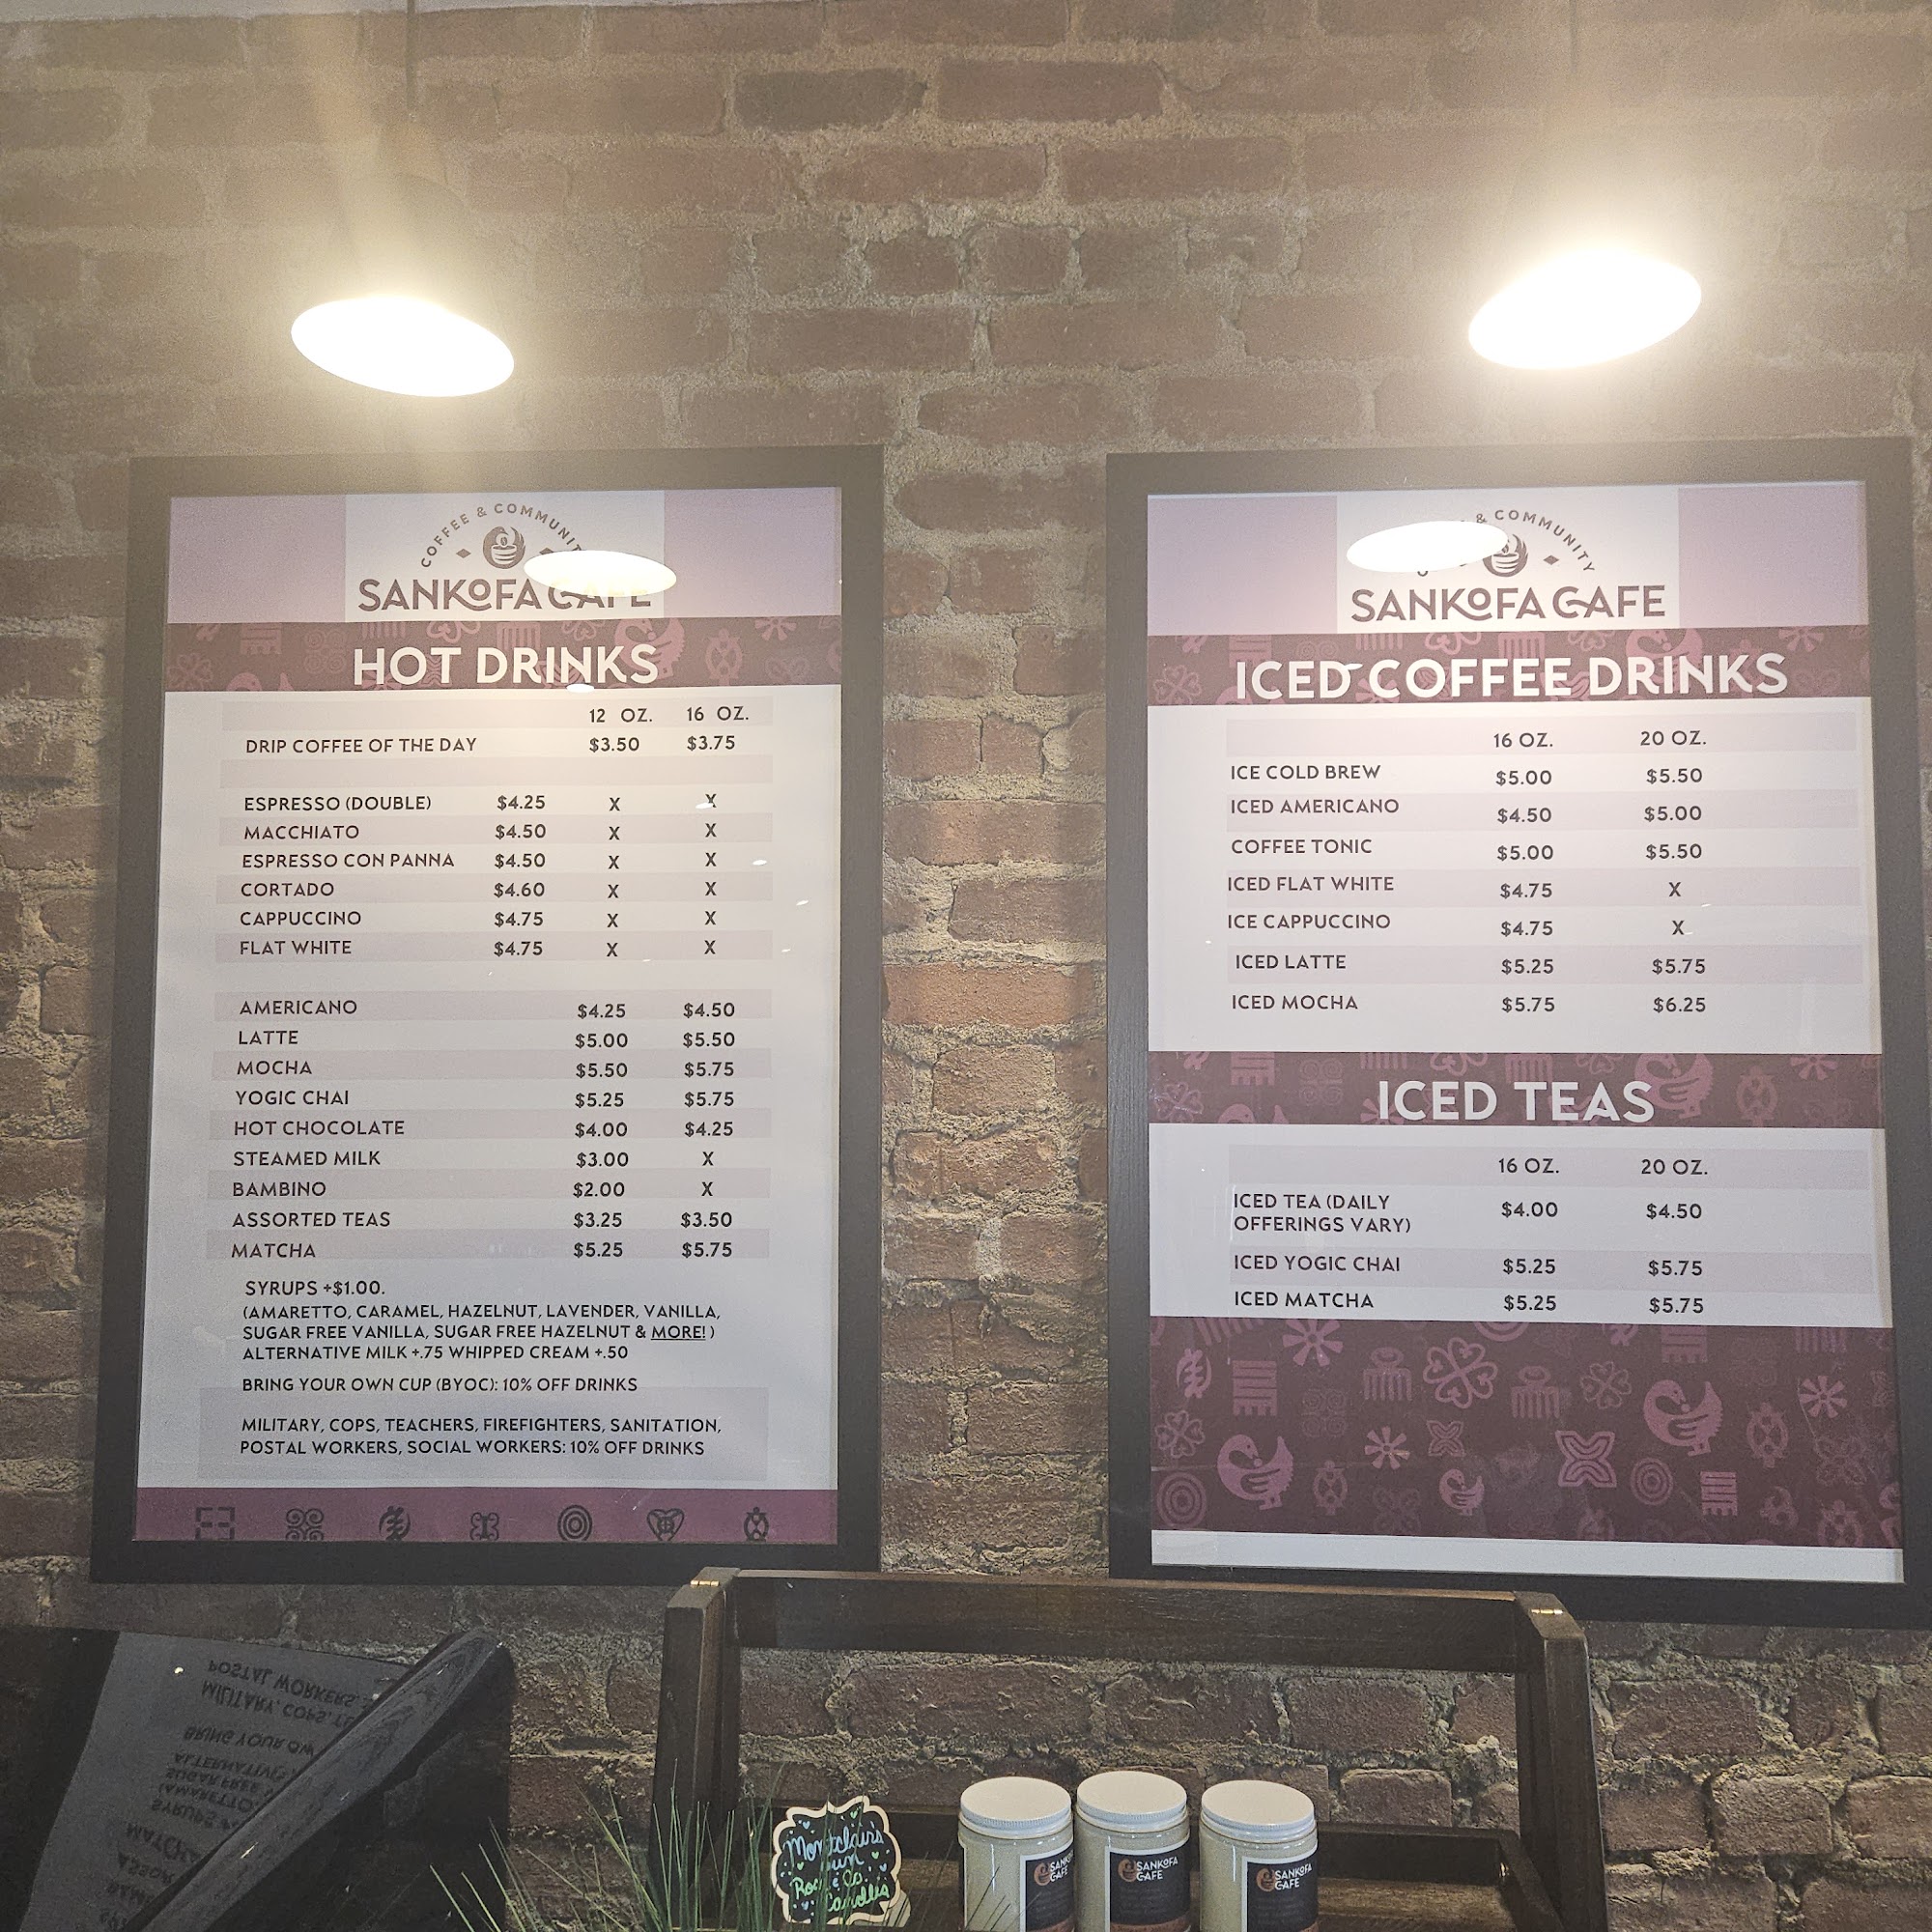 COFFEE & COMMUNITY
SANKOFA CAFE
HOT DRINKS
12 OZ. 16 OZ.
DRIP COFFEE OF THE DAY $3.50 $3.75
ESPRESSO (DOUBLE) $4.25 X X
MACCHIATO $4.50 X X
ESPRESSO CON PANNA $4.50 X X
CORTADO $4.60 X X
CAPPUCCINO $4.75 X X
FLAT WHITE $4.75 X X
AMERICANO $4.25 $4.50
LATTE $5.00 $5.50
MOCHA $5.50 $5.75
YOGIC CHAI $5.25 $5.75
HOT CHOCOLATE $4.00 $4.25
STEAMED MILK $3.00 X
BAMBINO $2.00 X
ASSORTED TEAS $3.25 $3.50
MATCHA $5.25 $5.75
SYRUPS +$1.00.
(AMARETTO, CARAMEL, HAZELNUT, LAVENDER, VANILLA,
SUGAR FREE VANILLA, SUGAR FREE HAZELNUT & MORE! )
ALTERNATIVE MILK +.75 WHIPPED CREAM +.50
BRING YOUR OWN CUP (BYOC): 10% OFF DRINKS
MILITARY, COPS, TEACHERS, FIREFIGHTERS, SANITATION,
POSTAL WORKERS, SOCIAL WORKERS: 10% OFF DRINKS
& COMMUNITY
SANKOFA CAFE
ICED COFFEE DRINKS
16 OZ. 20 OZ.
ICE COLD BREW $5.00 $5.50
ICED AMERICANO $4.50 $5.00
COFFEE TONIC $5.00 $5.50
ICED FLAT WHITE $4.75 X
ICE CAPPUCCINO $4.75 X
ICED LATTE $5.25 $5.75
ICED MOCHA $5.75 $6.25
ICED TEAS
16 OZ. 20 OZ.
ICED TEA (DAILY
OFFERINGS VARY) $4.00 $4.50
ICED YOGIC CHAI $5.25 $5.75
ICED MATCHA $5.25 $5.75
Montclair's
Candles
SANKOFA
CAFE
SANKOFA
CAFE
SANKOFA
CAFE